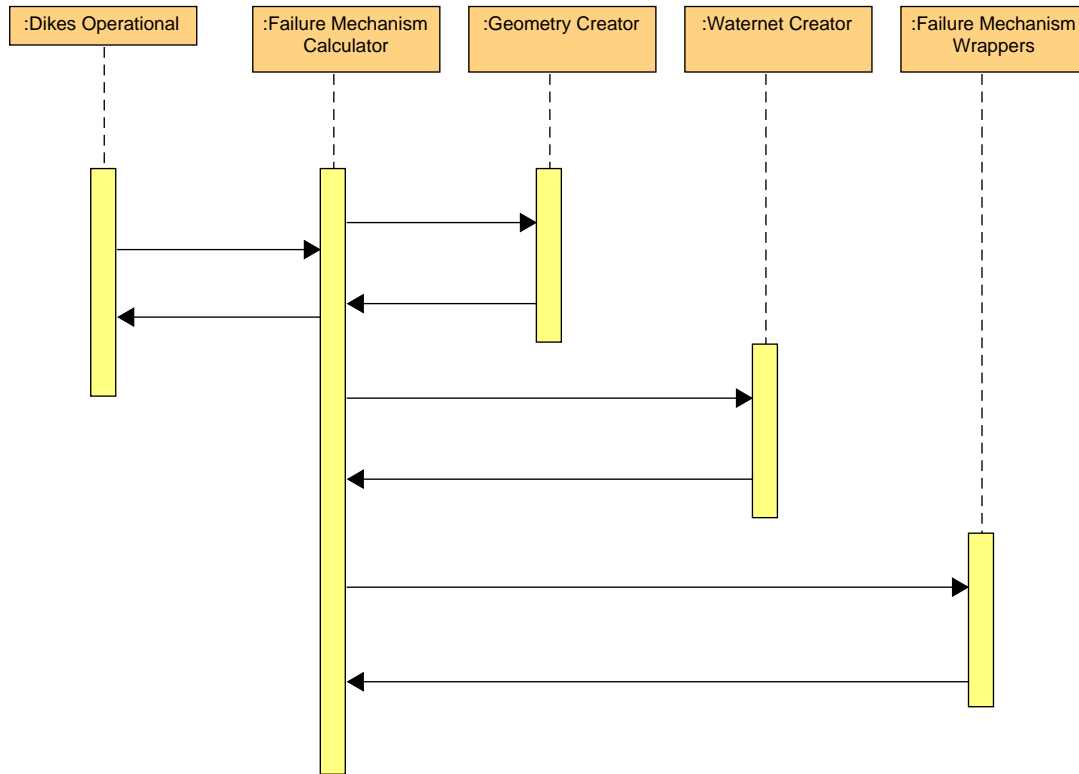 :Dikes Operational
:Failure Mechanism
Calculator
:Geometry Creator
:Waternet Creator
:Failure Mechanism
Wrappers